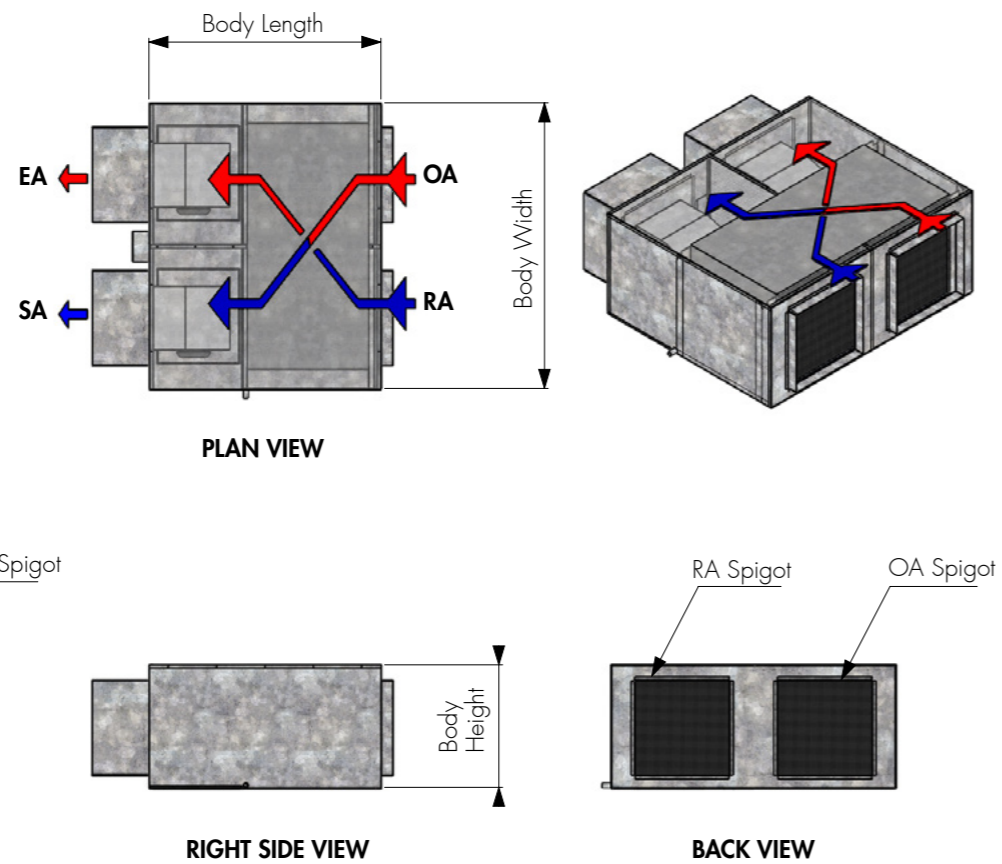 Body Length
EA
OA
Body Width
SA
RA
PLAN VIEW
Spigot
RA Spigot
OA Spigot
Body
Height
RIGHT SIDE VIEW
BACK VIEW